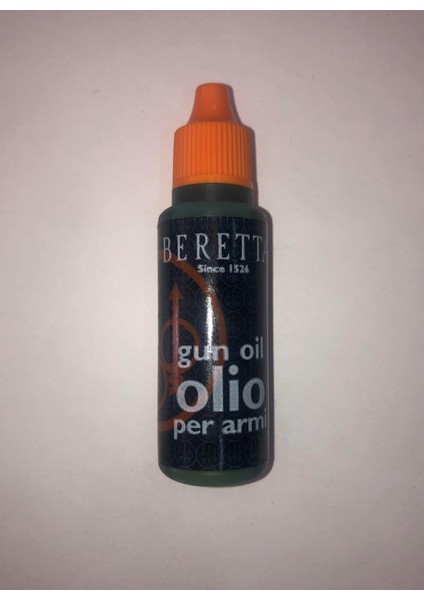 BERETTA
Since 1526
gun oil
olio
per armi